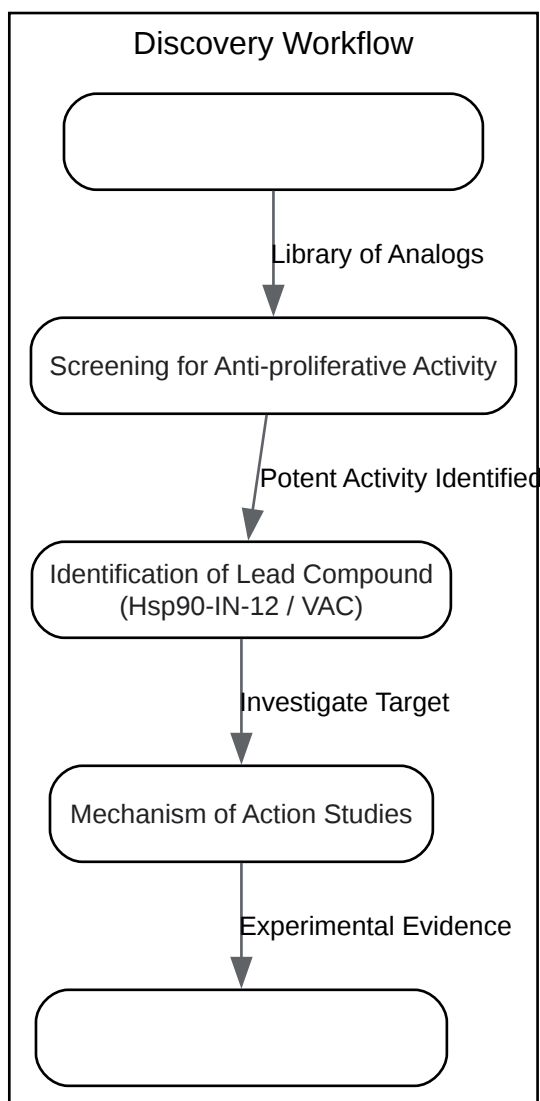 Discovery Workflow
Library of Analogs
Screening for Anti-proliferative Activity
Potent Activity Identified
Identification of Lead Compound
(Hsp90-IN-12 / VAC)
Investigate Target
Mechanism of Action Studies
Experimental Evidence